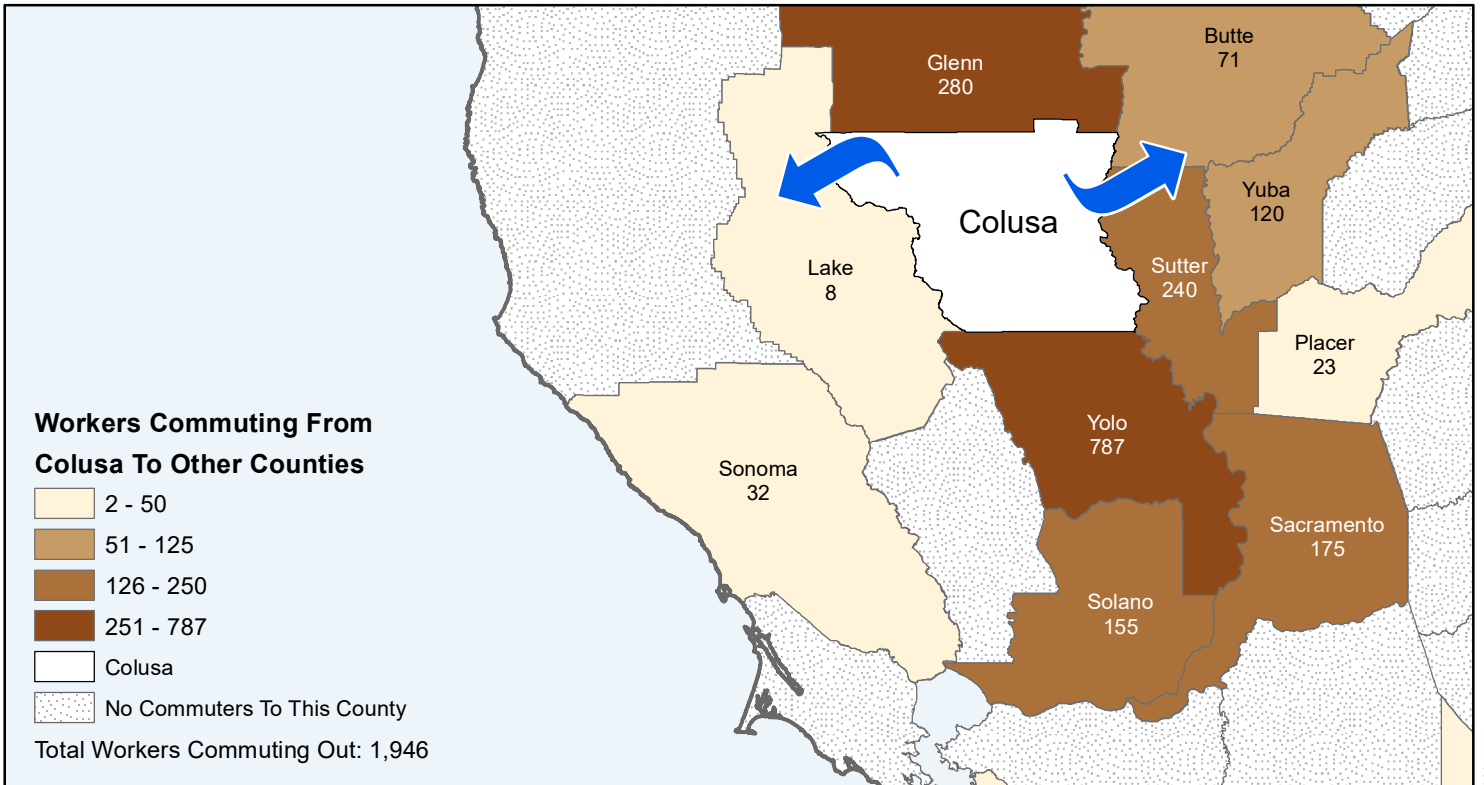 Butte
71
Glenn
280
Yuba
120
Colusa
Sutter
240
Lake
8
Placer
23
Yolo
787
Sonoma
32
Sacramento
175
Solano
155
Workers Commuting From
Colusa To Other Counties
2 - 50
51 - 125
126 - 250
251 - 787
Colusa
No Commuters To This County
Total Workers Commuting Out: 1,946